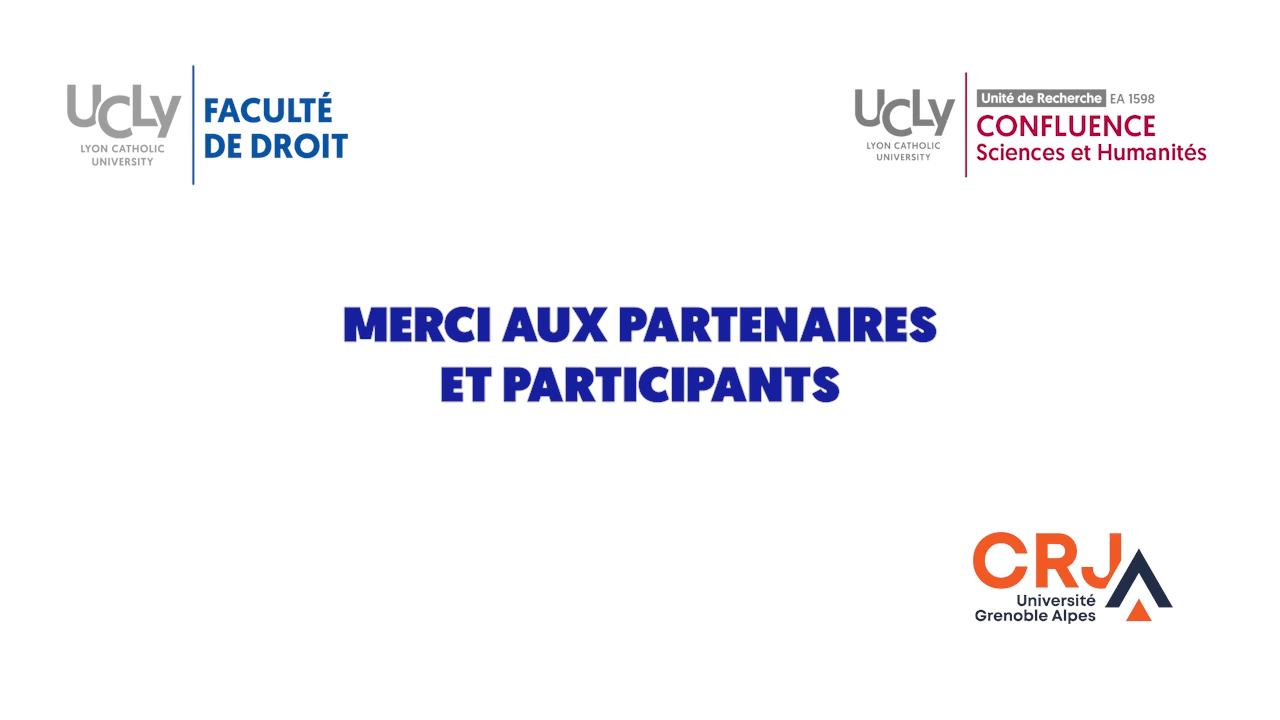 UCLy
LYON CATHOLIC
UNIVERSITY
FACULTÉ
DE DROIT
UCLy
LYON CATHOLIC
UNIVERSITY
Unité de Recherche EA 1598
CONFLUENCE
Sciences et Humanités
MERCI AUX PARTENAIRES
ET PARTICIPANTS
CRJ
Université
Grenoble Alpes